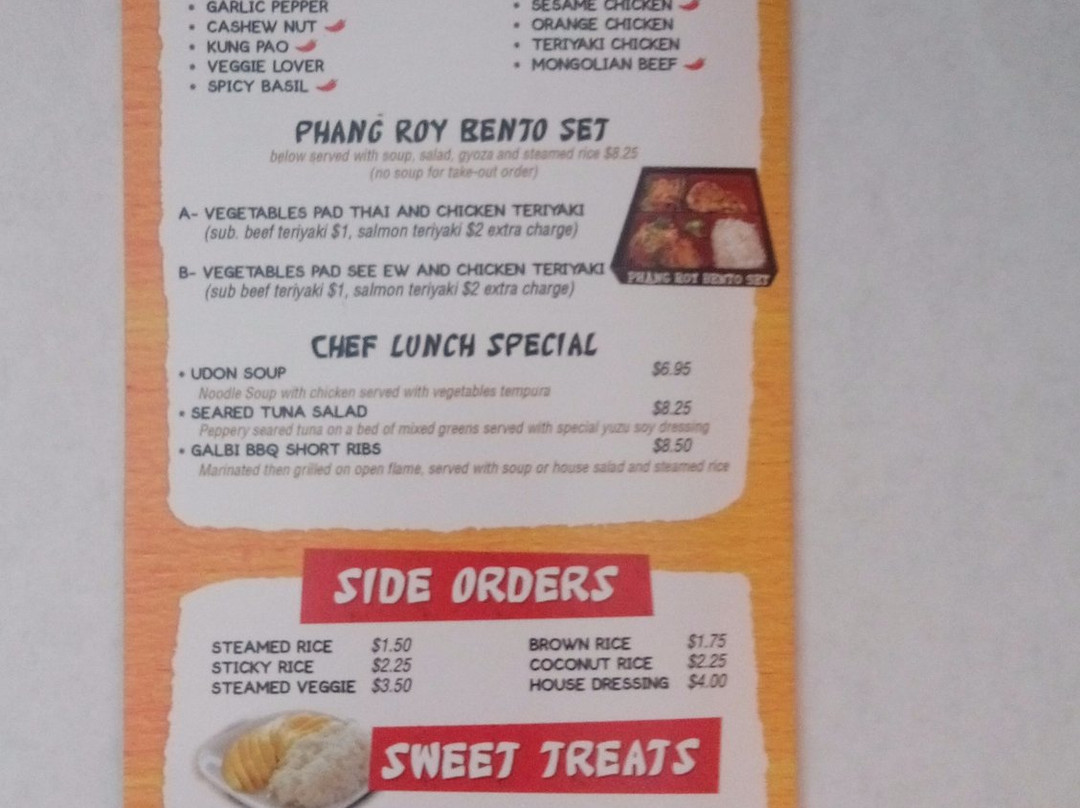 • GARLIC PEPPER
• CASHEW NUT
• KUNG PAO
• VEGGIE LOVER
• SPICY BASIL
• SESAME CHICKEN
• ORANGE CHICKEN
• TERIYAKI CHICKEN
• MONGOLIAN BEEF
PHANG ROY BENTO SET
below served with soup, salad, gyoza and steamed rice $8.25
(no soup for take-out order)
A- VEGETABLES PAD THAI AND CHICKEN TERIYAKI
(sub. beef teriyaki $1, salmon teriyaki $2 extra charge)
B- VEGETABLES PAD SEE EW AND CHICKEN TERIYAKI
(sub beef teriyaki $1, salmon teriyaki $2 extra charge)
PHANG ROY BENTO SET
CHEF LUNCH SPECIAL
• UDON SOUP $6.95
Noodle Soup with chicken served with vegetables tempura
• SEARED TUNA SALAD $8.25
Peppery seared tuna on a bed of mixed greens served with special yuzu soy dressing
• GALBI BBQ SHORT RIBS $8.50
Marinated then grilled on open flame, served with soup or house salad and steamed rice
SIDE ORDERS
STEAMED RICE $1.50
STICKY RICE $2.25
STEAMED VEGGIE $3.50
BROWN RICE $1.75
COCONUT RICE $2.25
HOUSE DRESSING $4.00
SWEET TREATS